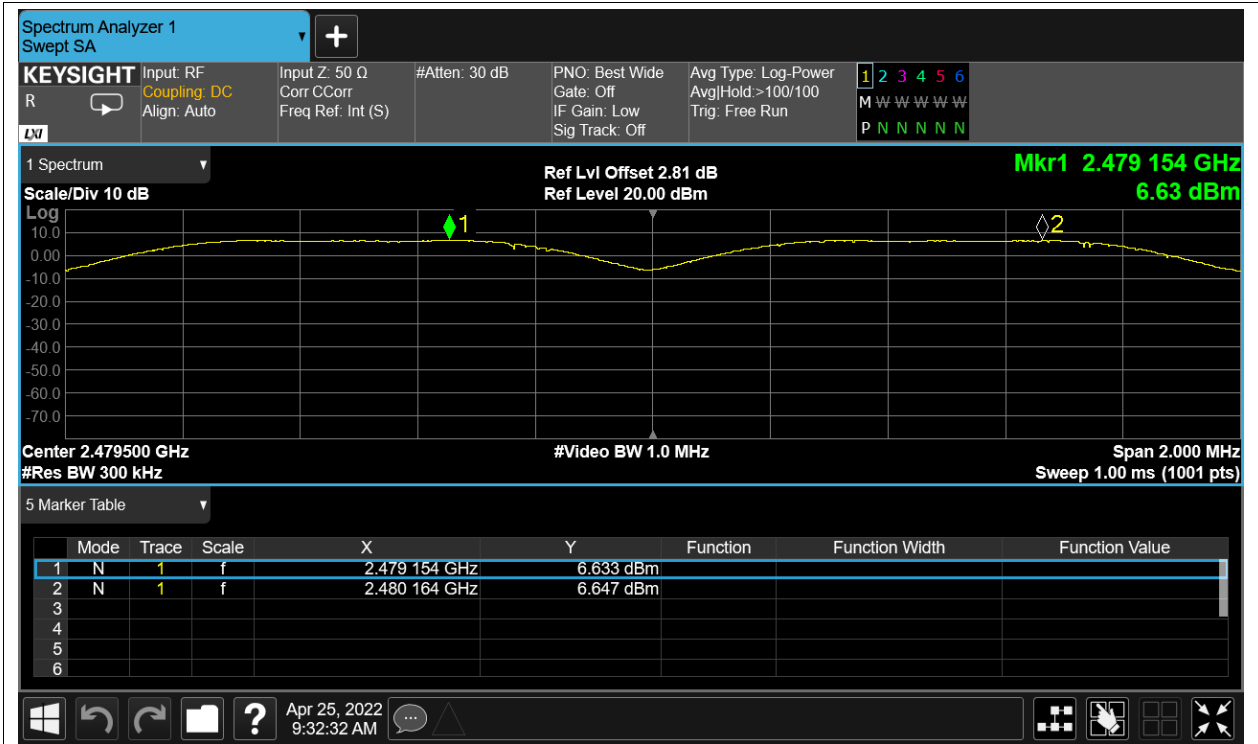 Spectrum Analyzer 1
Swept SA
KEYSIGHT Input: RF Input Z: 50 Ω #Atten: 30 dB PNO: Best Wide Avg Type: Log-Power 1 2 3 4 5 6
R Coupling: DC Corr CCorr Gate: Off Avg|Hold:>100/100 M W W W W W
Align: Auto Freq Ref: Int (S) IF Gain: Low Trig: Free Run
LXI Sig Track: Off P N N N N N
1 Spectrum Ref Lvl Offset 2.81 dB Mkr1 2.479 154 GHz
Scale/Div 10 dB Ref Level 20.00 dBm 6.63 dBm
Log
1 2
10.0
0.00
-10.0
-20.0
-30.0
-40.0
-50.0
-60.0
-70.0
Center 2.479500 GHz #Video BW 1.0 MHz Span 2.000 MHz
#Res BW 300 kHz Sweep 1.00 ms (1001 pts)
5 Marker Table
Mode Trace Scale X Y Function Function Width Function Value
1 N 1 f 2.479 154 GHz 6.633 dBm
2 N 1 f 2.480 164 GHz 6.647 dBm
3
4
5
6
? Apr 25, 2022
9:32:32 AM